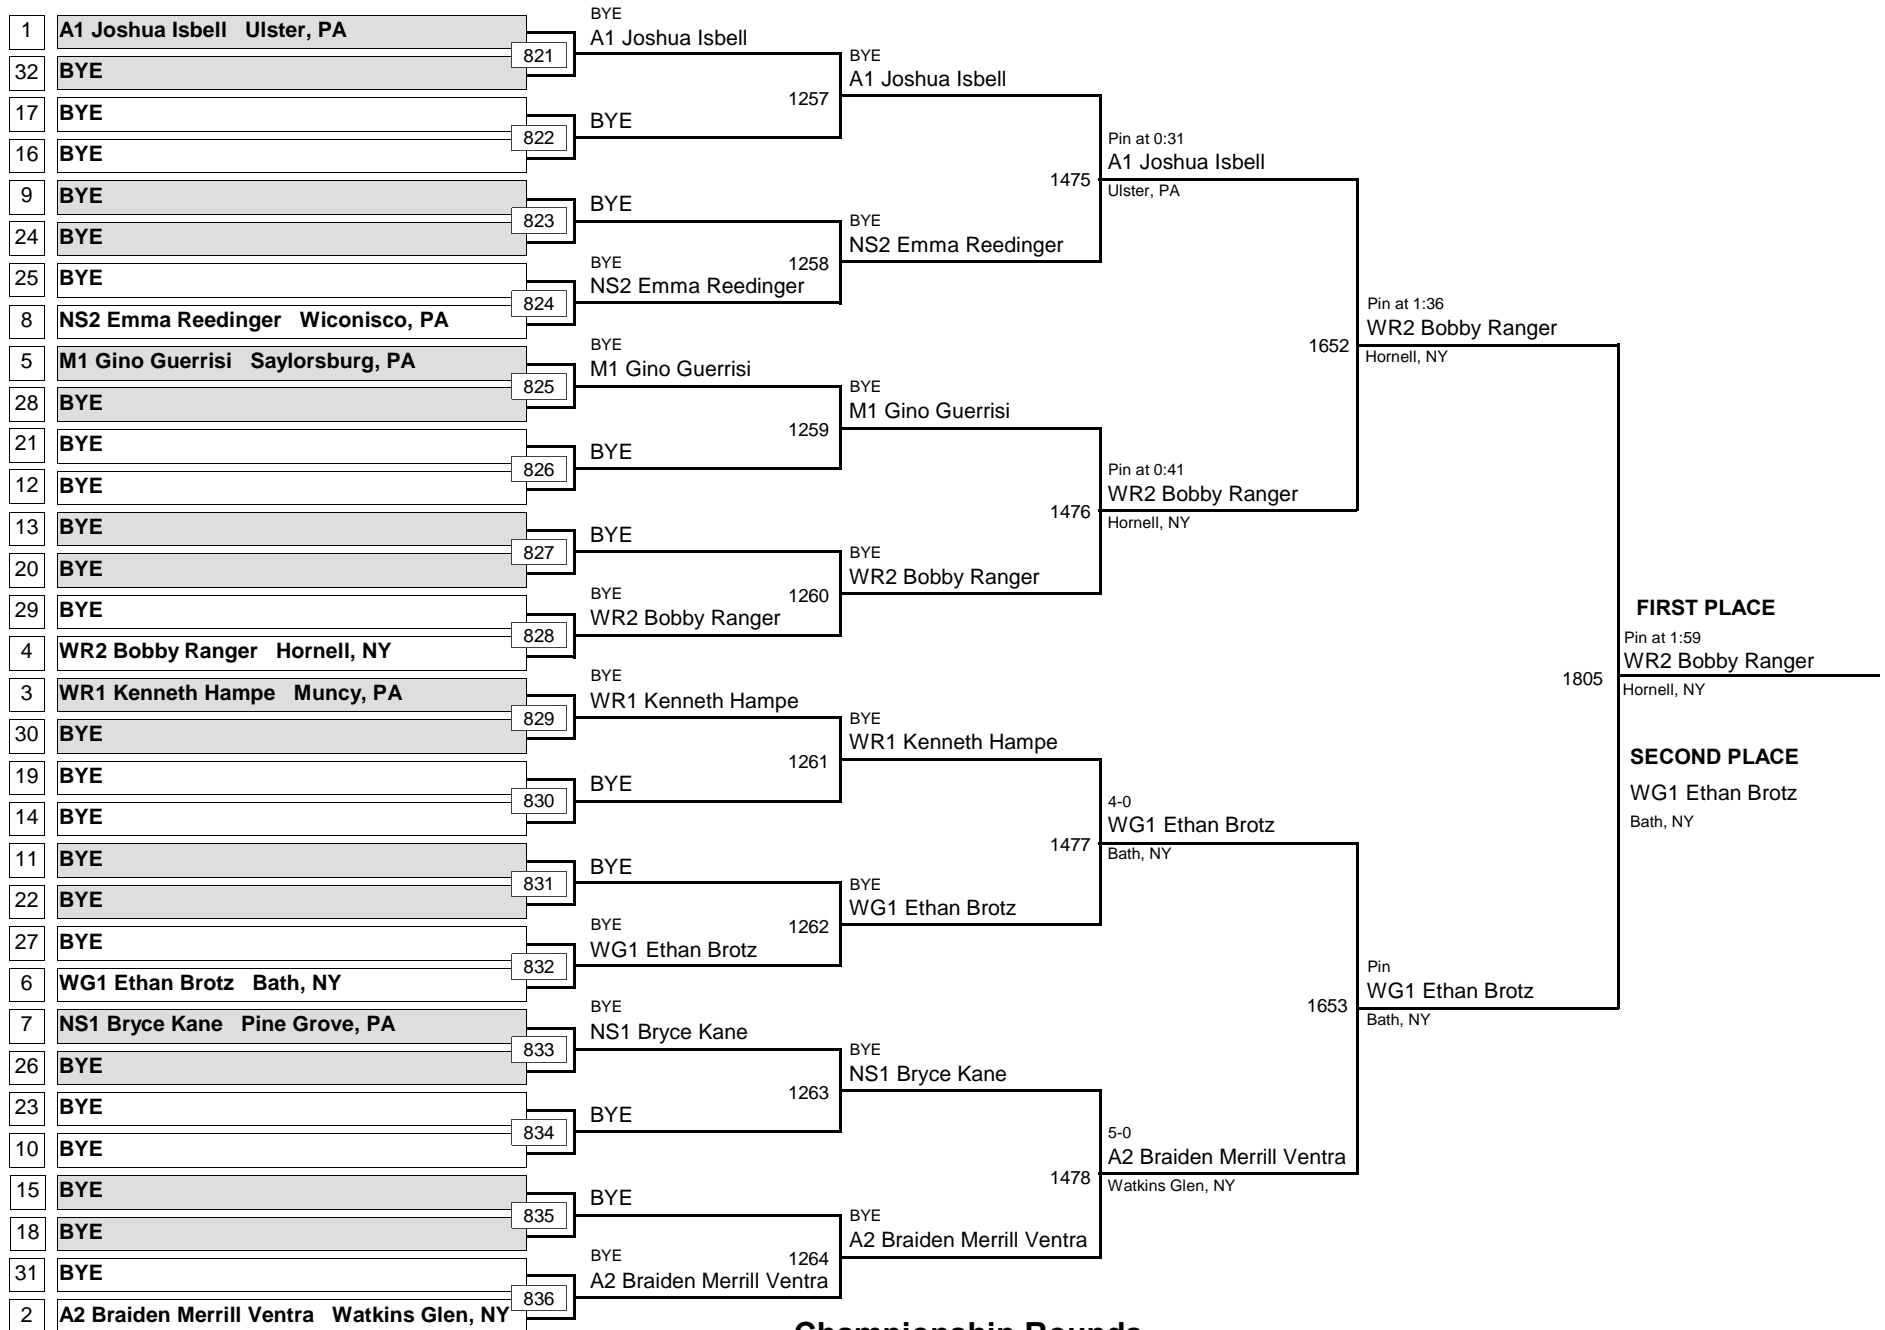 1 A1 Joshua Isbell Ulster, PA
32 BYE
17 BYE
16 BYE
9 BYE
24 BYE
25 BYE
8 NS2 Emma Reedinger Wiconisco, PA
5 M1 Gino Guerrisi Saylorsburg, PA
28 BYE
21 BYE
12 BYE
13 BYE
20 BYE
29 BYE
4 WR2 Bobby Ranger Hornell, NY
3 WR1 Kenneth Hampe Muncy, PA
30 BYE
19 BYE
14 BYE
11 BYE
22 BYE
27 BYE
6 WG1 Ethan Brotz Bath, NY
7 NS1 Bryce Kane Pine Grove, PA
26 BYE
23 BYE
10 BYE
15 BYE
18 BYE
31 BYE
2 A2 Braiden Merrill Ventra Watkins Glen, NY
821
822
823
824
825
826
827
828
829
830
831
832
833
834
835
836
BYE
A1 Joshua Isbell
BYE
BYE
BYE
NS2 Emma Reedinger
BYE
M1 Gino Guerrisi
BYE
BYE
BYE
WR2 Bobby Ranger
BYE
WR1 Kenneth Hampe
BYE
BYE
BYE
WG1 Ethan Brotz
BYE
NS1 Bryce Kane
BYE
BYE
BYE
A2 Braiden Merrill Ventra
1257
1258
1259
1260
1261
1262
1263
1264
BYE
A1 Joshua Isbell
BYE
NS2 Emma Reedinger
BYE
M1 Gino Guerrisi
BYE
WR2 Bobby Ranger
BYE
WR1 Kenneth Hampe
BYE
WG1 Ethan Brotz
BYE
NS1 Bryce Kane
BYE
A2 Braiden Merrill Ventra
1475
1476
1477
1478
Pin at 0:31
A1 Joshua Isbell
Ulster, PA
Pin at 0:41
WR2 Bobby Ranger
Hornell, NY
4-0
WG1 Ethan Brotz
Bath, NY
5-0
A2 Braiden Merrill Ventra
Watkins Glen, NY
1652
1653
Pin at 1:36
WR2 Bobby Ranger
Hornell, NY
Pin
WG1 Ethan Brotz
Bath, NY
1805
FIRST PLACE
Pin at 1:59
WR2 Bobby Ranger
Hornell, NY
SECOND PLACE
WG1 Ethan Brotz
Bath, NY
Championship Rounds